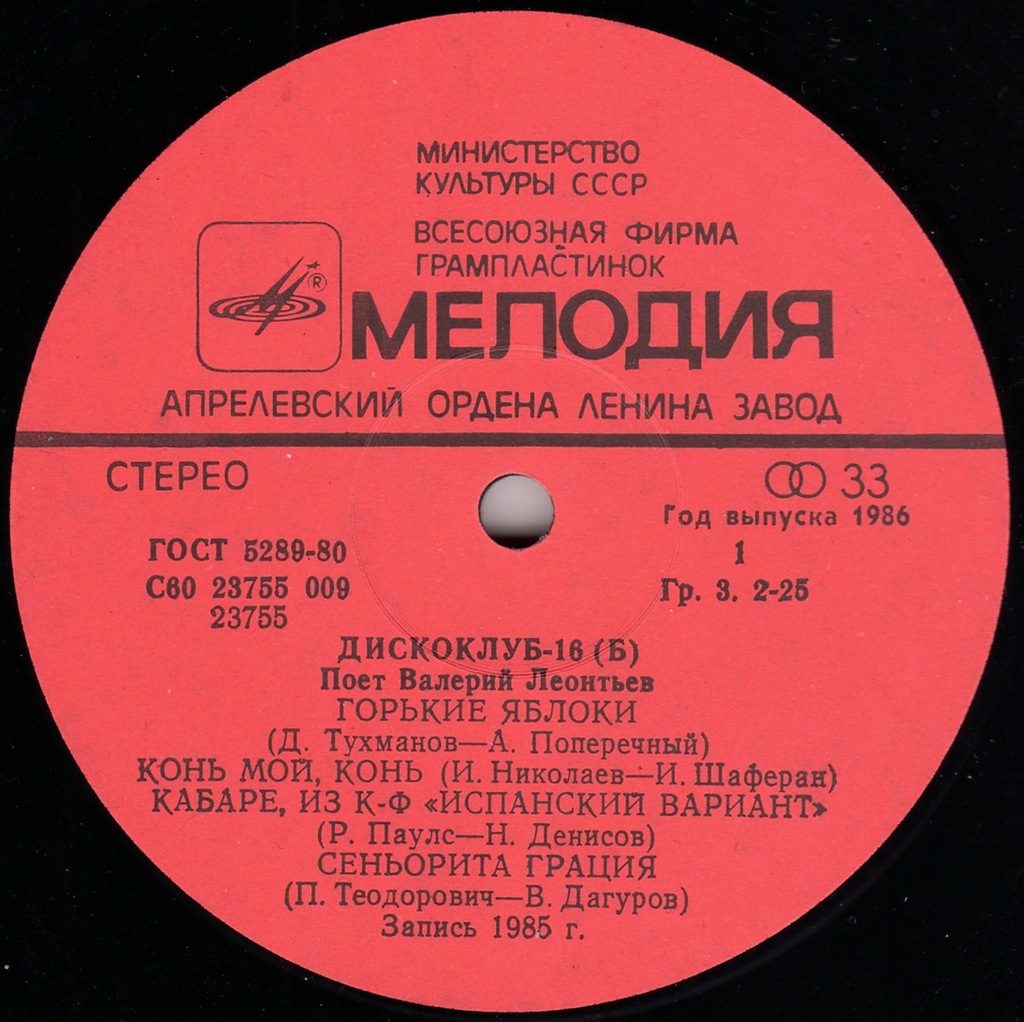 МИНИСТЕРСТВО
КУЛЬТУРЫ СССР
ВСЕСОЮЗНАЯ ФИРМА
ГРАМПЛАСТИНОК
®
МЕЛОДИЯ
АПРЕЛЕВСКИЙ ОРДЕНА ЛЕНИНА ЗАВОД
СТЕРЕО
33
Год выпуска 1986
ГОСТ 5289-80
1
С60 23755 009
Гр. 3. 2-25
23755
ДИСКОКЛУБ-16 (Б)
Поет Валерий Леонтьев
ГОРЬКИЕ ЯБЛОКИ
(Д. Тухманов—А. Поперечный)
КОНЬ МОЙ, КОНЬ (И. Николаев—И. Шаферан)
КАБАРЕ, ИЗ К-Ф «ИСПАНСКИЙ ВАРИАНТ»
(Р. Паулс—Н. Денисов)
СЕНЬОРИТА ГРАЦИЯ
(П. Теодорович—В. Дагуров)
Запись 1985 г.